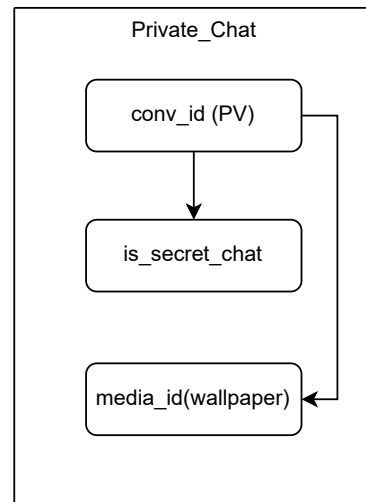 Private_Chat
conv_id (PV)
is_secret_chat
media_id(wallpaper)